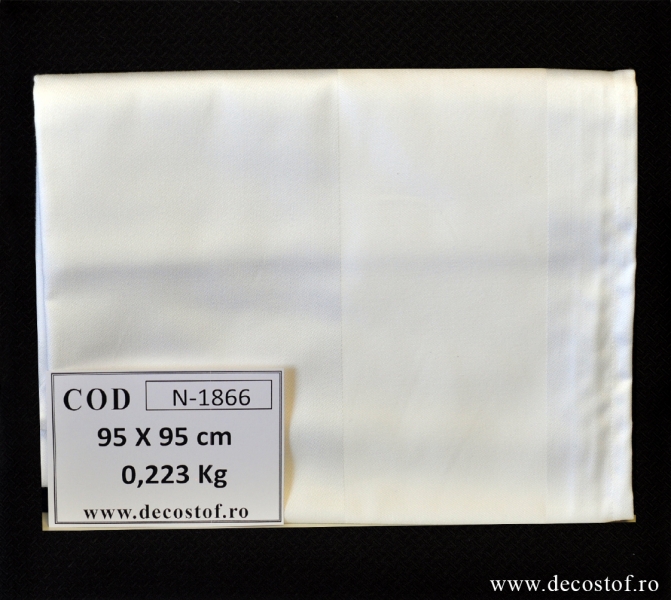 COD N-1866
95 X 95 cm
0,223 Kg
www.decostof.ro
www.decostof.ro